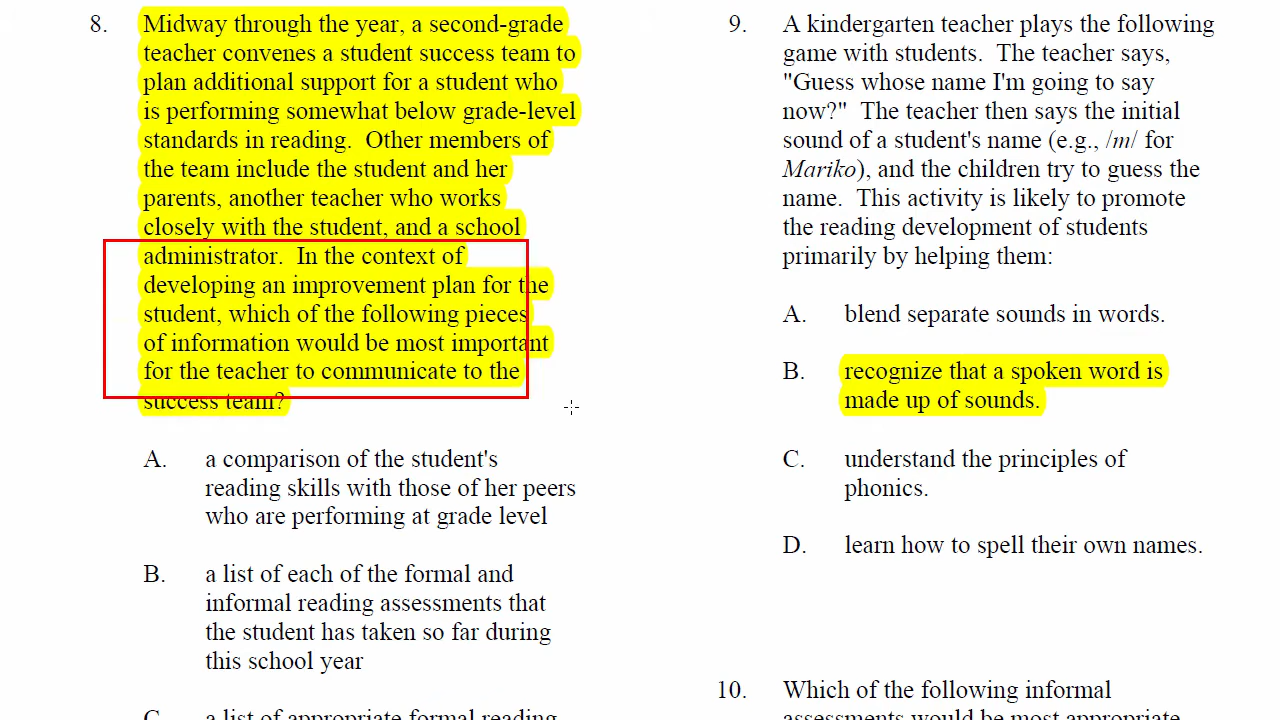 8. Midway through the year, a second-grade
teacher convenes a student success team to
plan additional support for a student who
is performing somewhat below grade-level
standards in reading. Other members of
the team include the student and her
parents, another teacher who works
closely with the student, and a school
administrator. In the context of
developing an improvement plan for the
student, which of the following pieces
of information would be most important
for the teacher to communicate to the
success team?
A. a comparison of the student's
reading skills with those of her peers
who are performing at grade level
B. a list of each of the formal and
informal reading assessments that
the student has taken so far during
this school year
C. a list of appropriate formal reading
9. A kindergarten teacher plays the following
game with students. The teacher says,
"Guess whose name I'm going to say
now?" The teacher then says the initial
sound of a student's name (e.g., /m/ for
Mariko), and the children try to guess the
name. This activity is likely to promote
the reading development of students
primarily by helping them:
A. blend separate sounds in words.
B. recognize that a spoken word is
made up of sounds.
C. understand the principles of
phonics.
D. learn how to spell their own names.
10. Which of the following informal
assessments would be most appropriate